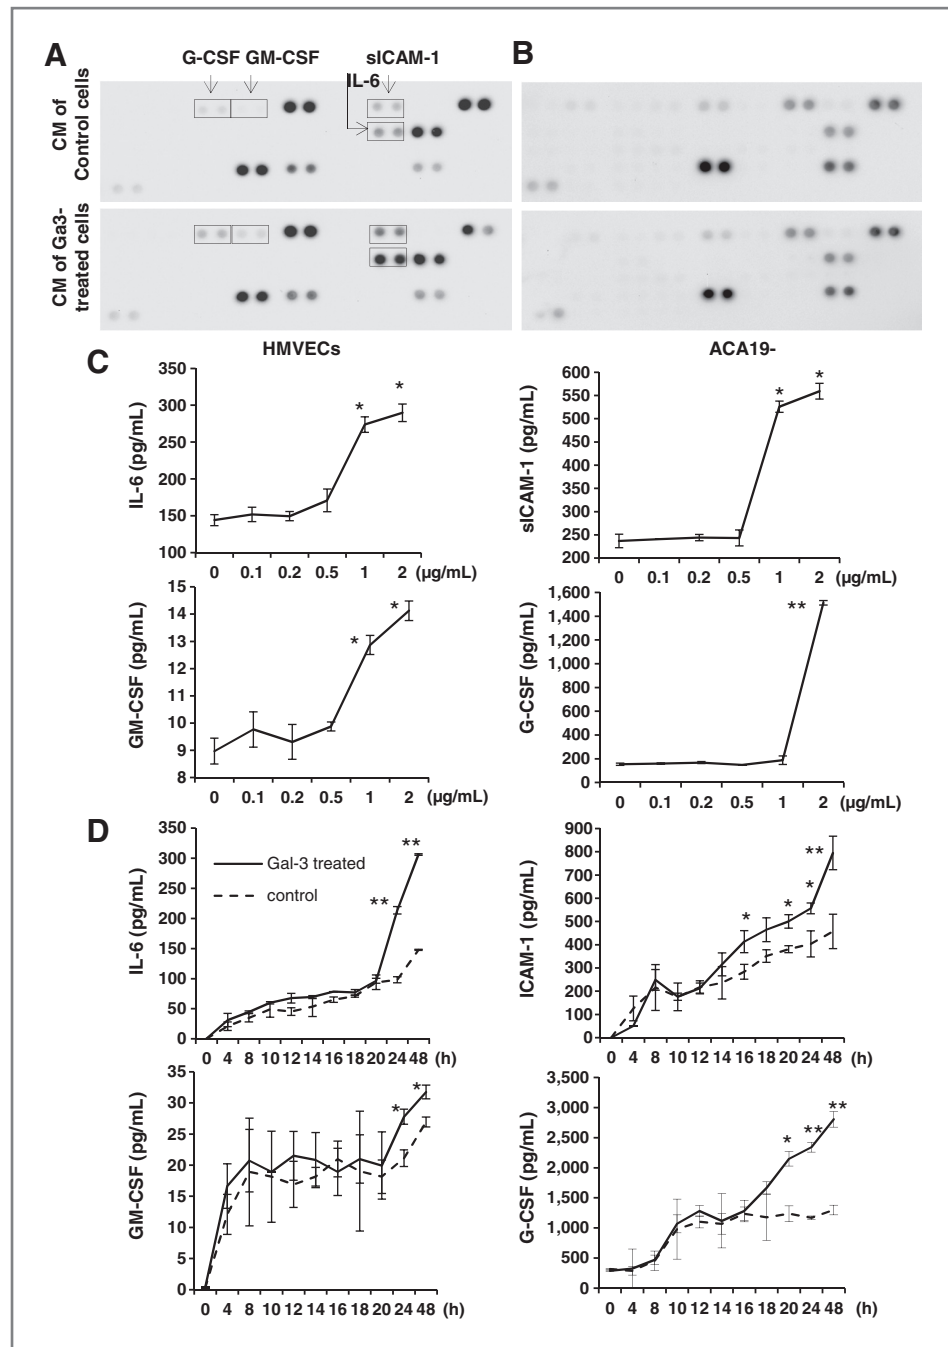 A
B
G-CSF GM-CSF
sICAM-1
IL-6
CM of
Control cells
CM of Ga3-
treated cells
HMVECs
ACA19-
C
350
300
250
200
150
100
IL-6 (pg/mL)
0 0.1 0.2 0.5 1 2 (μg/mL)
* *
600
550
500
450
400
350
300
250
200
sICAM-1 (pg/mL)
0 0.1 0.2 0.5 1 2 (μg/mL)
* *
15
14
13
12
11
10
9
8
GM-CSF (pg/mL)
0 0.1 0.2 0.5 1 2 (μg/mL)
* *
1,600
1,400
1,200
1,000
800
600
400
200
0
G-CSF (pg/mL)
0 0.1 0.2 0.5 1 2 (μg/mL)
**
D
350
300
250
200
150
100
50
0
IL-6 (pg/mL)
Gal-3 treated
control
** **
0 4 8 10 12 14 16 18 20 24 48 (h)
900
800
700
600
500
400
300
200
100
0
ICAM-1 (pg/mL)
* * * **
0 4 8 10 12 14 16 18 20 24 48 (h)
35
30
25
20
15
10
5
0
GM-CSF (pg/mL)
* *
0 4 8 10 12 14 16 18 20 24 48 (h)
3,500
3,000
2,500
2,000
1,500
1,000
500
0
G-CSF (pg/mL)
* ** **
0 4 8 10 12 14 16 18 20 24 48 (h)